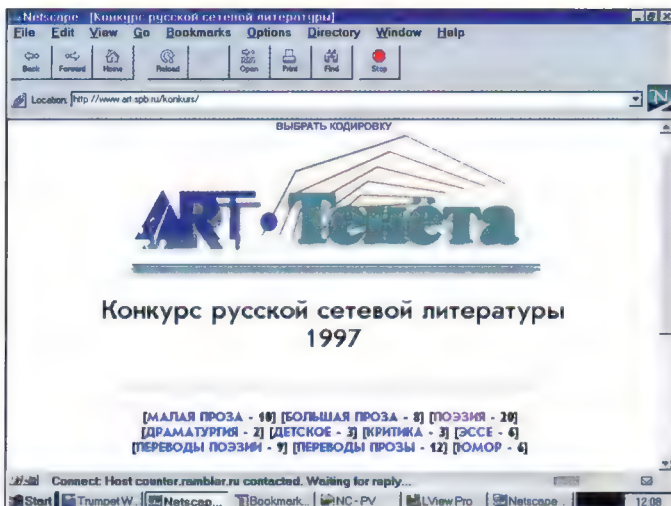 Netscape - [Конкурс русской сетевой литературы]
File Edit View Go Bookmarks Options Directory Window Help
Back Forward Home Reload Open Print Find Stop
Location: http://www.art.spb.ru/konkurs/
N
ВЫБРАТЬ КОДИРОВКУ
ART • Тенёта
Конкурс русской сетевой литературы
1997
[МАЛАЯ ПРОЗА - 10] [БОЛЬШАЯ ПРОЗА - 8] [ПОЭЗИЯ - 20]
[ДРАМАТУРГИЯ - 2] [ДЕТСКОЕ - 3] [КРИТИКА - 3] [ЭССЕ - 6]
[ПЕРЕВОДЫ ПОЭЗИИ - 9] [ПЕРЕВОДЫ ПРОЗЫ - 12] [ЮМОР - 6]
Connect: Host counter.rambler.ru contacted. Waiting for reply...
Start Trumpet W... Netscap... Bookmark... NC - PV LView Pro Netscape... 12:08